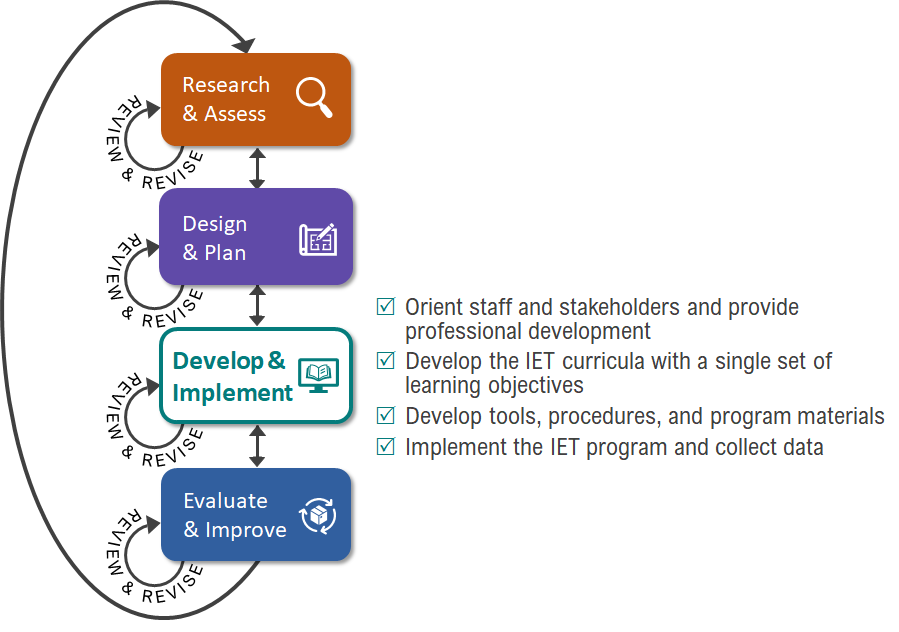 Research
& Assess
REVIEW & REVISE
Design
& Plan
REVIEW & REVISE
Develop &
Implement
REVIEW & REVISE
Orient staff and stakeholders and provide
professional development
Develop the IET curricula with a single set of
learning objectives
Develop tools, procedures, and program materials
Implement the IET program and collect data
Evaluate
& Improve
REVIEW & REVISE